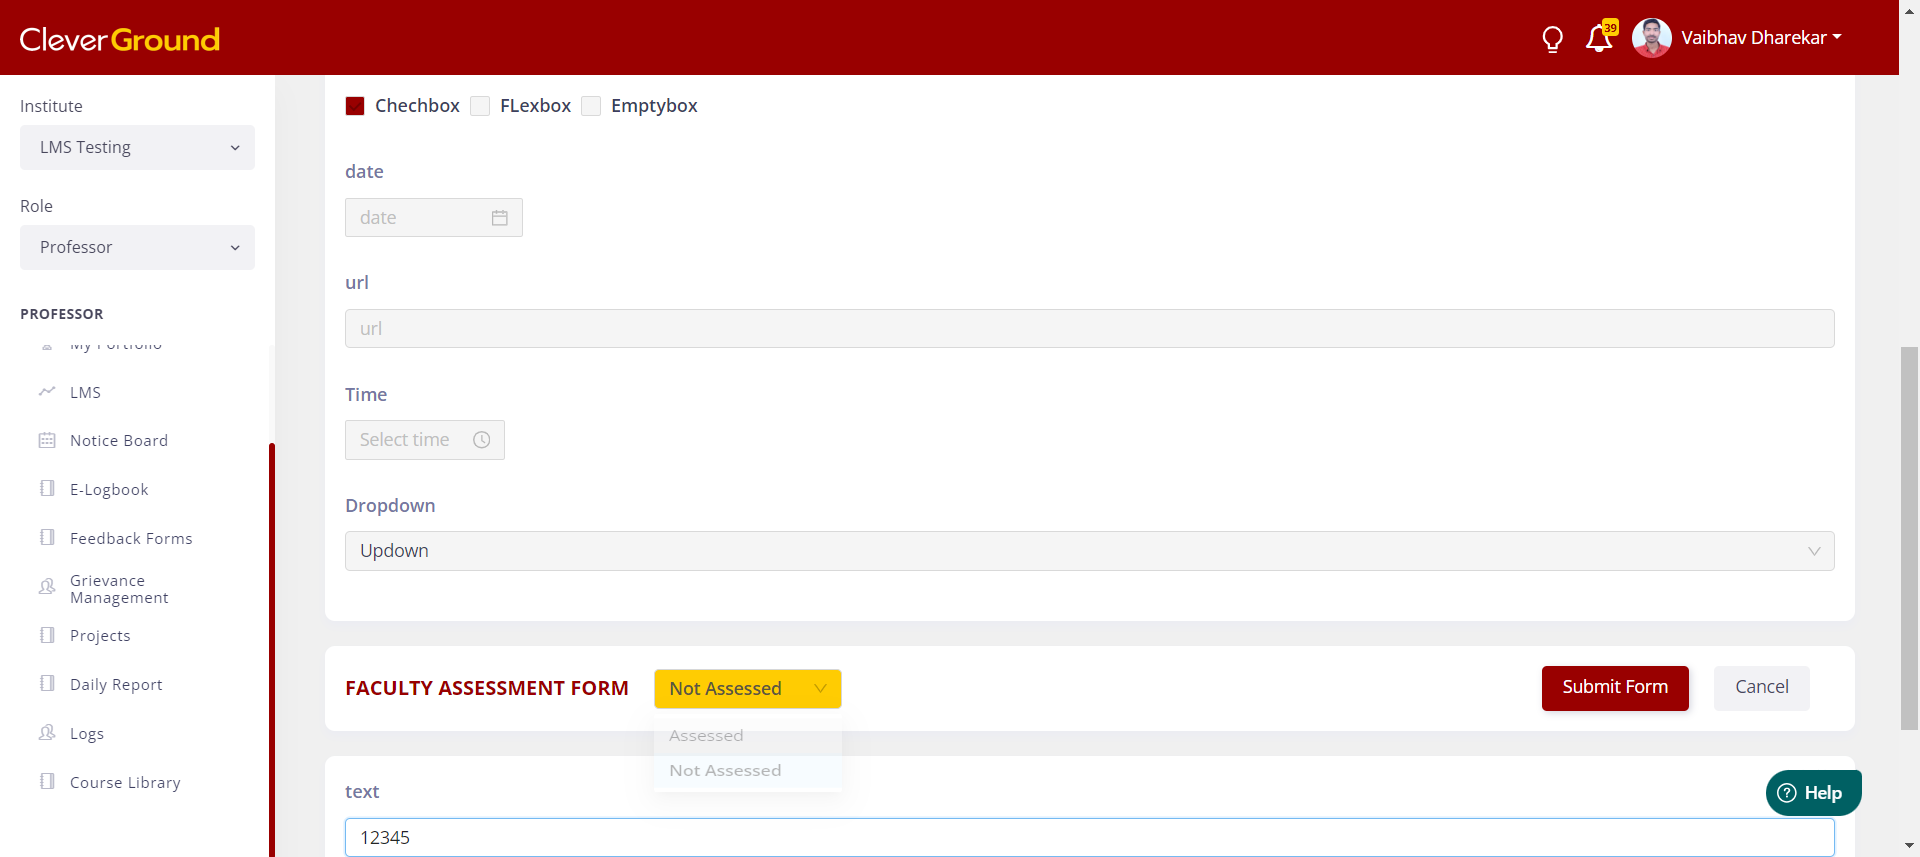 CleverGround
39
Vaibhav Dharekar
Institute
LMS Testing
Role
Professor
PROFESSOR
My Portfolio
LMS
Notice Board
E-Logbook
Feedback Forms
Grievance
Management
Projects
Daily Report
Logs
Course Library
Chechbox FLexbox Emptybox
date
date
url
url
Time
Select time
Dropdown
Updown
FACULTY ASSESSMENT FORM
Not Assessed
Submit Form
Cancel
Assessed
Not Assessed
text
12345
Help